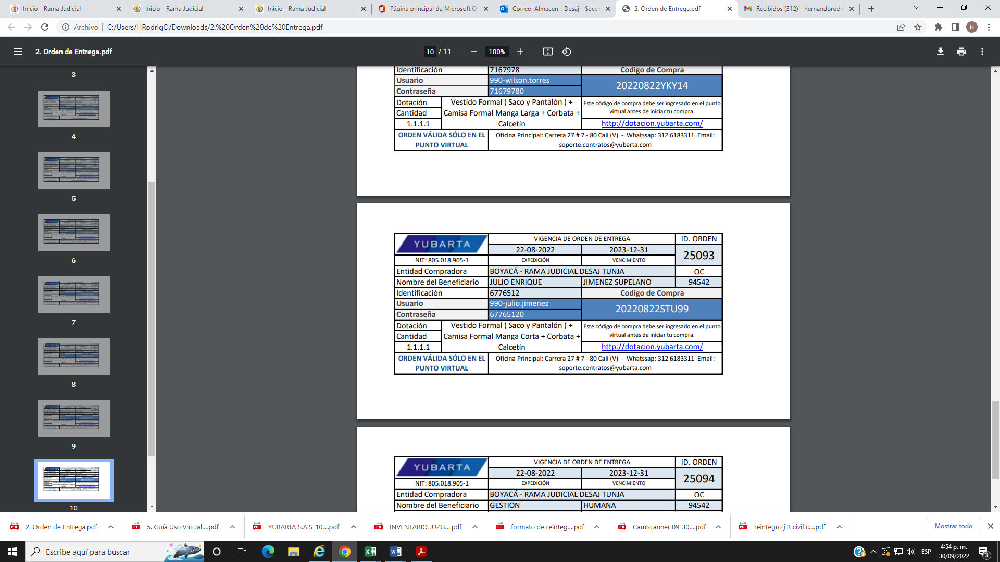 Inicio - Rama Judicial
Inicio - Rama Judicial
Inicio - Rama Judicial
Página principal de Microsoft Of
Correo: Almacen - Desaj - Secci
2. Orden de Entrega.pdf
Recibidos (312) - hernandorodri
Archivo
C:/Users/HRodrigO/Downloads/2.%20Orden%20de%20Entrega.pdf
H
2. Orden de Entrega.pdf
10 / 11
100%
3
4
5
6
7
8
9
10
Identificación 7167978 Codigo de Compra
Usuario 990-wilson.torres
20220822YKY14
Contraseña 71679780
Dotación
Cantidad
1.1.1.1
Vestido Formal ( Saco y Pantalón ) +
Camisa Formal Manga Larga + Corbata +
Calcetín
Este código de compra debe ser ingresado en el punto
virtual antes de iniciar tu compra.
http://dotacion.yubarta.com/
ORDEN VÁLIDA SÓLO EN EL
PUNTO VIRTUAL
Oficina Principal: Carrera 27 # 7 - 80 Cali (V) - Whatssap: 312 6183311 Email:
soporte.contratos@yubarta.com
YUBARTA
VIGENCIA DE ORDEN DE ENTREGA
ID. ORDEN
22-08-2022
2023-12-31
25093
NIT: 805.018.905-1
EXPEDICIÓN
VENCIMIENTO
Entidad Compradora BOYACÁ - RAMA JUDICIAL DESAJ TUNJA OC
Nombre del Beneficiario JULIO ENRIQUE JIMENEZ SUPELANO 94542
Identificación 6776512 Codigo de Compra
Usuario 990-julio.jimenez
20220822STU99
Contraseña 67765120
Dotación
Cantidad
1.1.1.1
Vestido Formal ( Saco y Pantalón ) +
Camisa Formal Manga Corta + Corbata +
Calcetín
Este código de compra debe ser ingresado en el punto
virtual antes de iniciar tu compra.
http://dotacion.yubarta.com/
ORDEN VÁLIDA SÓLO EN EL
PUNTO VIRTUAL
Oficina Principal: Carrera 27 # 7 - 80 Cali (V) - Whatssap: 312 6183311 Email:
soporte.contratos@yubarta.com
YUBARTA
VIGENCIA DE ORDEN DE ENTREGA
ID. ORDEN
22-08-2022
2023-12-31
25094
NIT: 805.018.905-1
EXPEDICIÓN
VENCIMIENTO
Entidad Compradora BOYACÁ - RAMA JUDICIAL DESAJ TUNJA OC
Nombre del Beneficiario GESTION HUMANA 94542
2. Orden de Entrega.pdf
5. Guía Uso Virtual....pdf
YUBARTA S.A.S_10....pdf
INVENTARIO JUZG....pdf
formato de reinteg....pdf
CamScanner 09-30....pdf
reintegro j 3 civil c....pdf
Mostrar todo
Escribe aquí para buscar
ESP
4:54 p. m.
30/09/2022
3